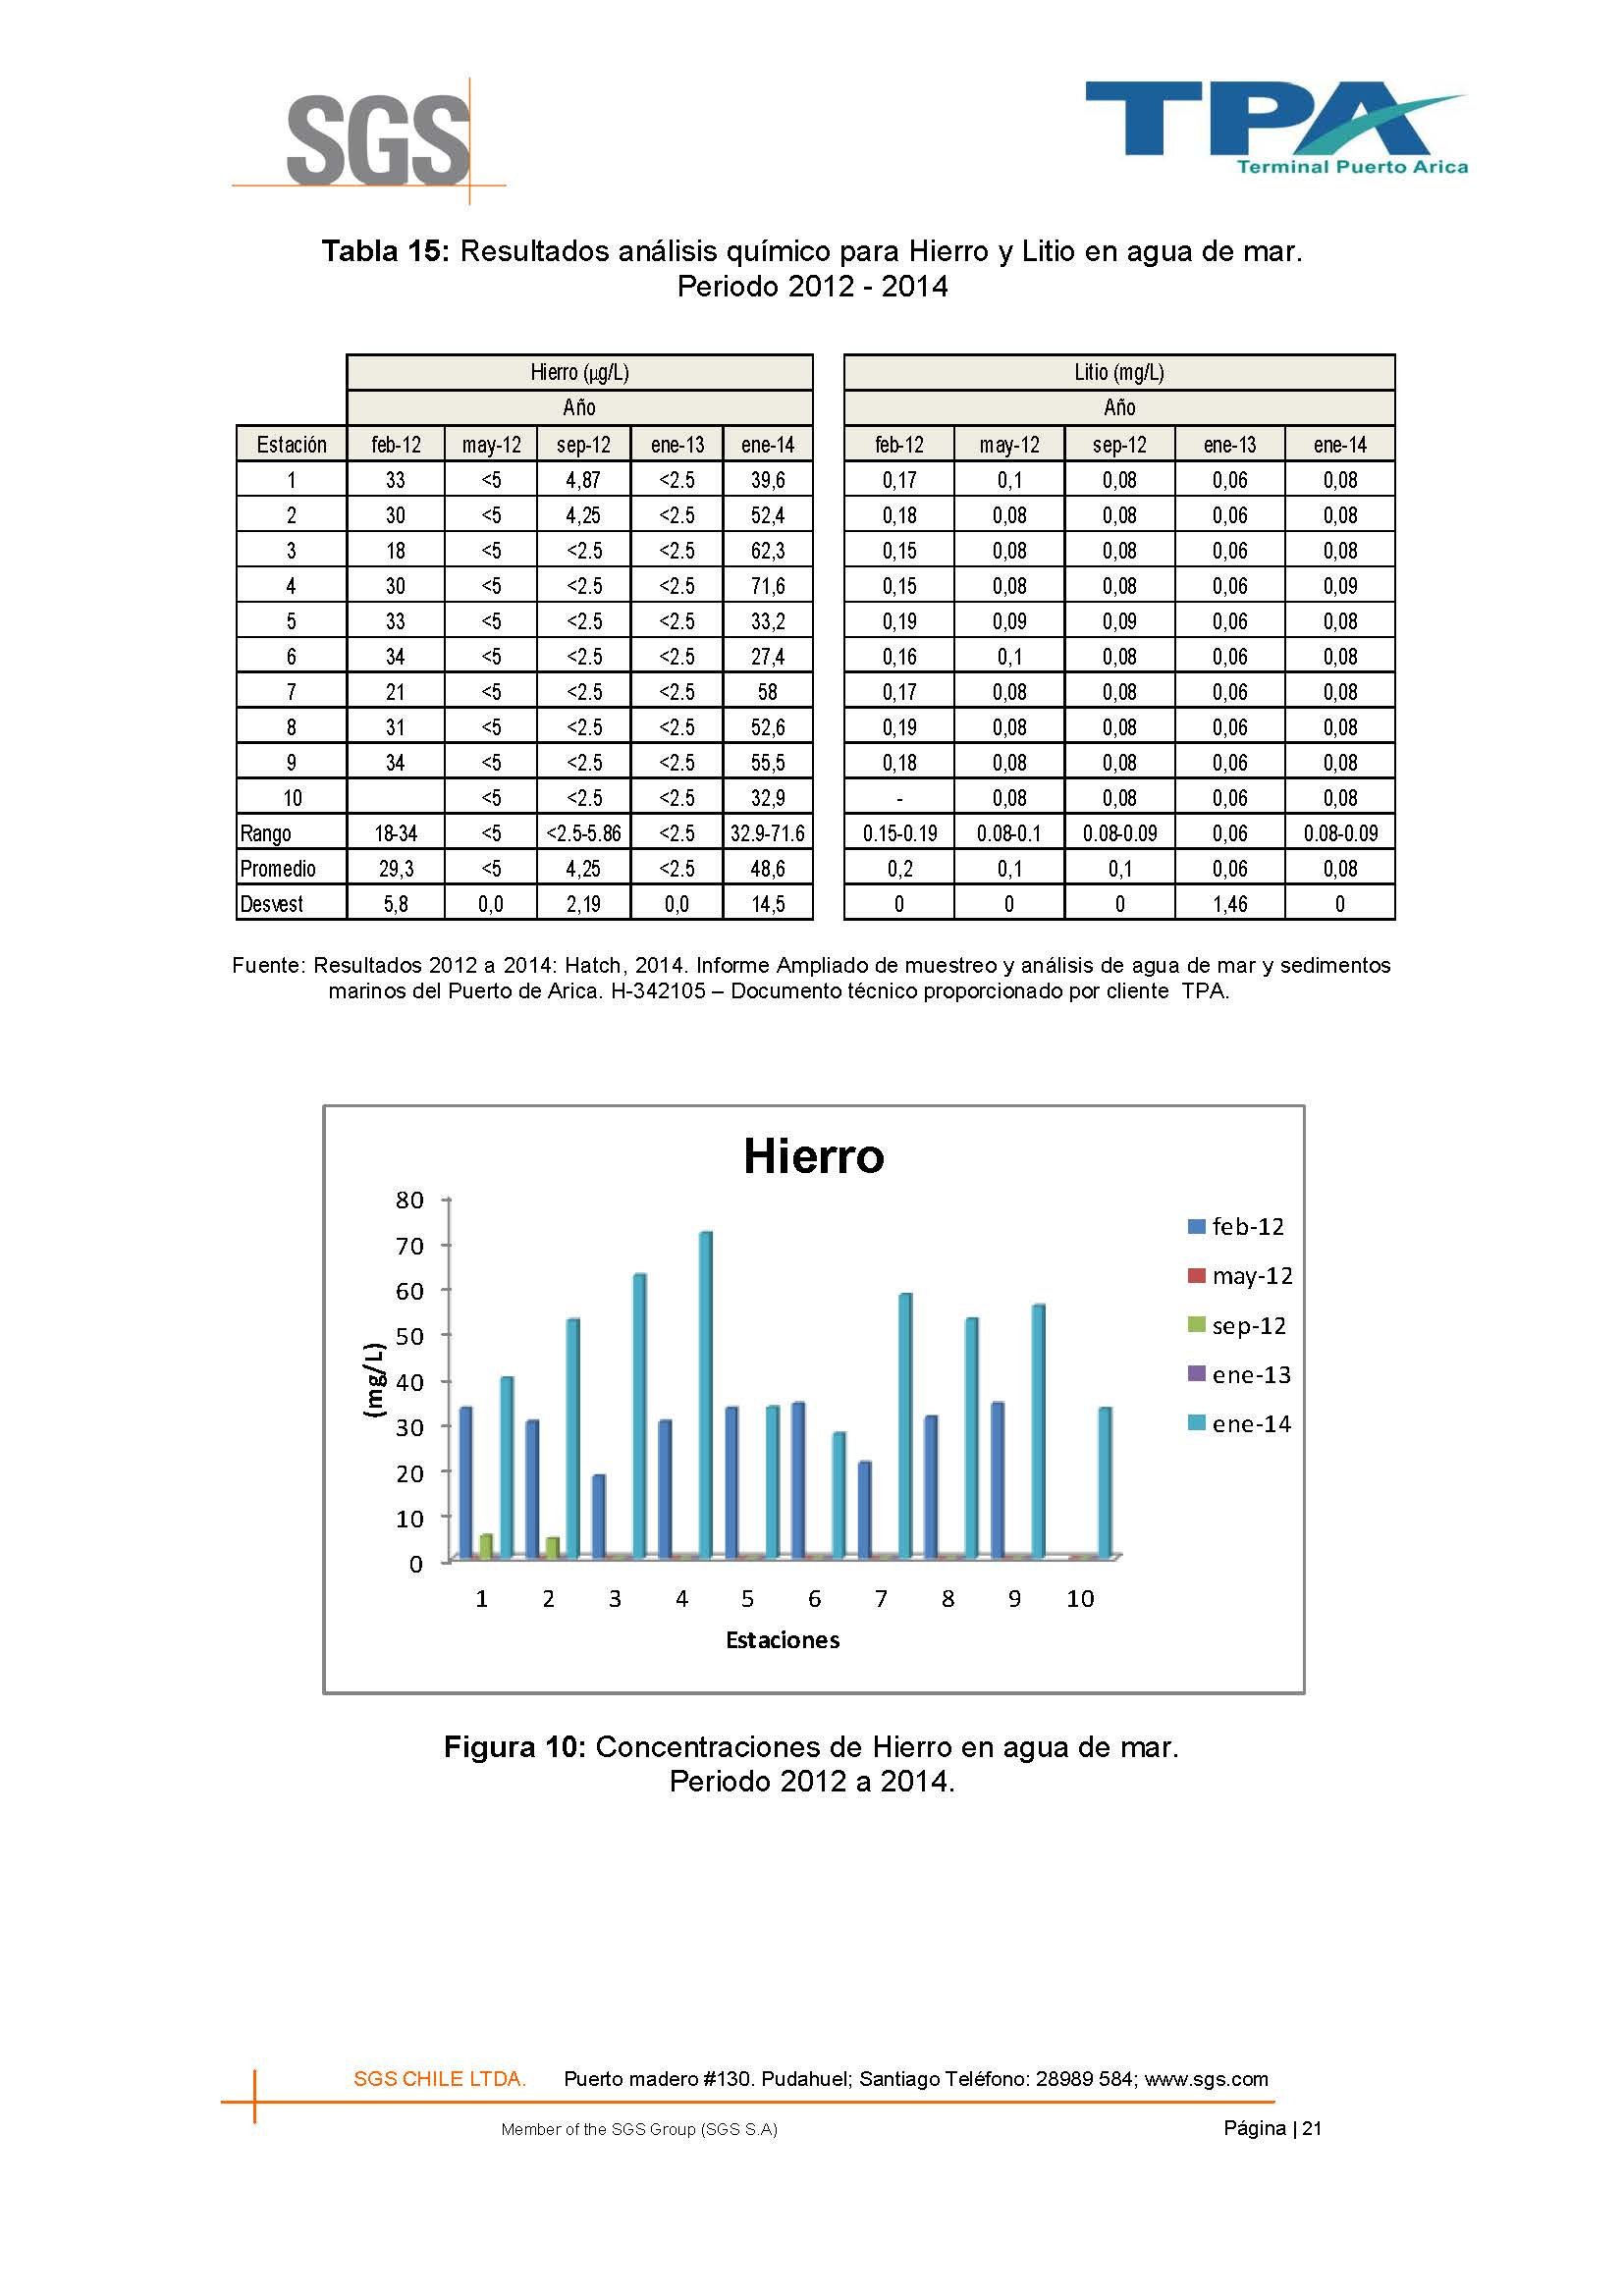 SGS
TPA
Terminal Puerto Arica
Tabla 15: Resultados análisis químico para Hierro y Litio en agua de mar.
Periodo 2012 - 2014
Hierro (µg/L) Litio (mg/L)
Año Año
Estación feb-12 may-12 sep-12 ene-13 ene-14 feb-12 may-12 sep-12 ene-13 ene-14
1 33 <5 4,87 <2.5 39,6 0,17 0,1 0,08 0,06 0,08
2 30 <5 4,25 <2.5 52,4 0,18 0,08 0,08 0,06 0,08
3 18 <5 <2.5 <2.5 62,3 0,15 0,08 0,08 0,06 0,08
4 30 <5 <2.5 <2.5 71,6 0,15 0,08 0,08 0,06 0,09
5 33 <5 <2.5 <2.5 33,2 0,19 0,09 0,09 0,06 0,08
6 34 <5 <2.5 <2.5 27,4 0,16 0,1 0,08 0,06 0,08
7 21 <5 <2.5 <2.5 58 0,17 0,08 0,08 0,06 0,08
8 31 <5 <2.5 <2.5 52,6 0,19 0,08 0,08 0,06 0,08
9 34 <5 <2.5 <2.5 55,5 0,18 0,08 0,08 0,06 0,08
10 <5 <2.5 <2.5 32,9 - 0,08 0,08 0,06 0,08
Rango 18-34 <5 <2.5-5.86 <2.5 32.9-71.6 0.15-0.19 0.08-0.1 0.08-0.09 0,06 0.08-0.09
Promedio 29,3 <5 4,25 <2.5 48,6 0,2 0,1 0,1 0,06 0,08
Desvest 5,8 0,0 2,19 0,0 14,5 0 0 0 1,46 0
Fuente: Resultados 2012 a 2014: Hatch, 2014. Informe Ampliado de muestreo y análisis de agua de mar y sedimentos
marinos del Puerto de Arica. H-342105 – Documento técnico proporcionado por cliente TPA.
Hierro
80
70
60
50
40
30
20
10
0
(mg/L)
1 2 3 4 5 6 7 8 9 10
Estaciones
feb-12
may-12
sep-12
ene-13
ene-14
Figura 10: Concentraciones de Hierro en agua de mar.
Periodo 2012 a 2014.
SGS CHILE LTDA. Puerto madero #130. Pudahuel; Santiago Teléfono: 28989 584; www.sgs.com
Member of the SGS Group (SGS S.A) Página | 21